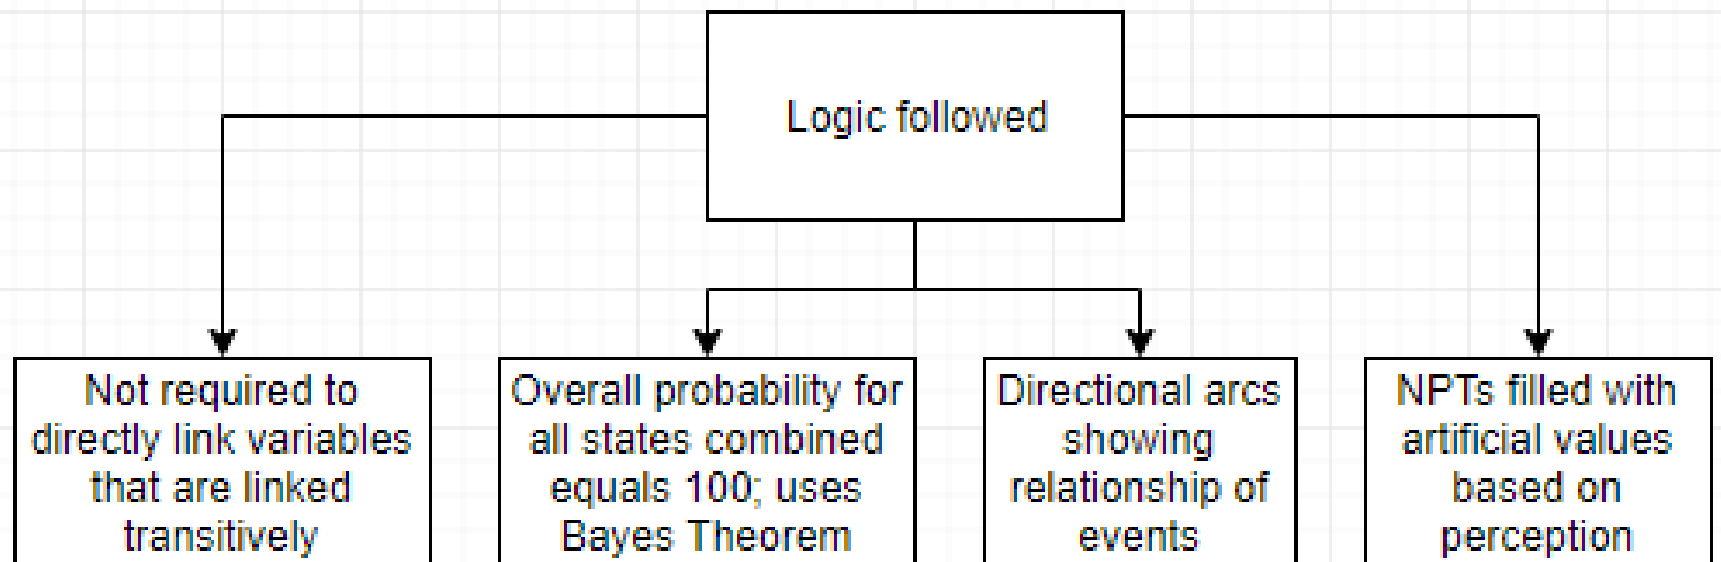 Logic followed
Not required to
directly link variables
that are linked
transitively
Overall probability for
all states combined
equals 100; uses
Bayes Theorem
Directional arcs
showing
relationship of
events
NPTs filled with
artificial values
based on
perception